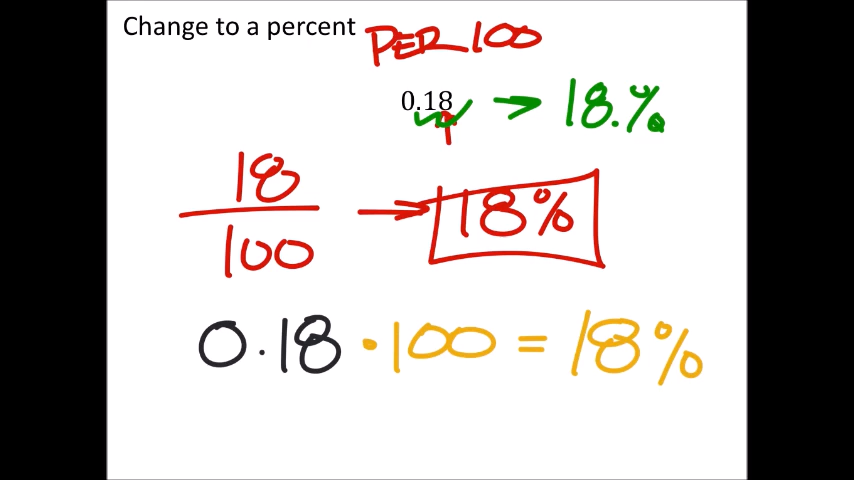 Change to a percent PER 100
0.18 → 18.%
18/100 → 18%
0.18 · 100 = 18%